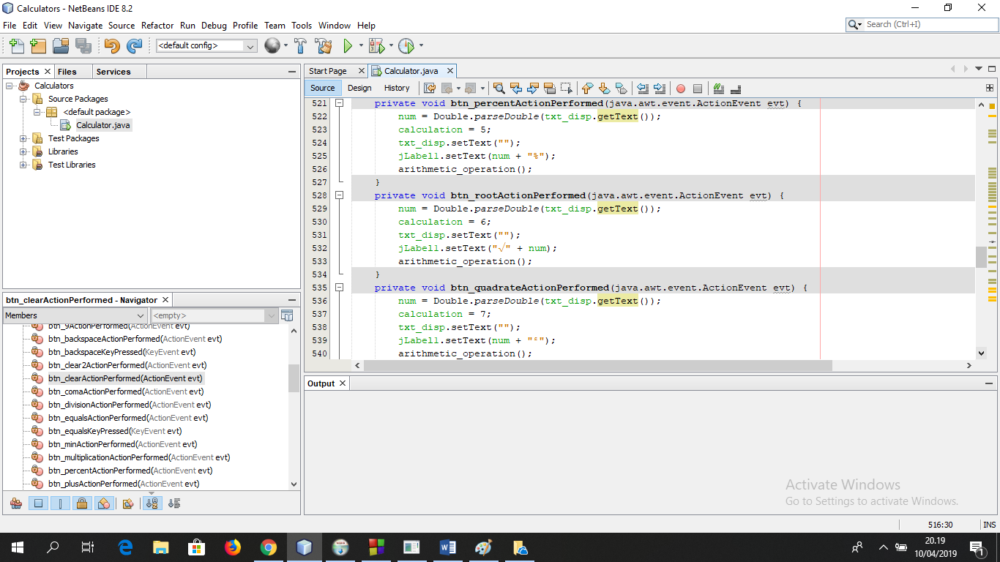 Calculators - NetBeans IDE 8.2
File Edit View Navigate Source Refactor Run Debug Profile Team Tools Window Help
Search (Ctrl+I)
<default config>
Projects Files Services
Calculators
Source Packages
<default package>
Calculator.java
Test Packages
Libraries
Test Libraries
btn_clearActionPerformed - Navigator
Members <empty>
btn_9ActionPerformed(ActionEvent evt)
btn_backspaceActionPerformed(ActionEvent evt)
btn_backspaceKeyPressed(KeyEvent evt)
btn_clear2ActionPerformed(ActionEvent evt)
btn_clearActionPerformed(ActionEvent evt)
btn_comaActionPerformed(ActionEvent evt)
btn_divisionActionPerformed(ActionEvent evt)
btn_equalsActionPerformed(ActionEvent evt)
btn_equalsKeyPressed(KeyEvent evt)
btn_minActionPerformed(ActionEvent evt)
btn_multiplicationActionPerformed(ActionEvent evt)
btn_percentActionPerformed(ActionEvent evt)
btn_plusActionPerformed(ActionEvent evt)
Start Page Calculator.java
Source Design History
521 private void btn_percentActionPerformed(java.awt.event.ActionEvent evt) {
522 num = Double.parseDouble(txt_disp.getText());
523 calculation = 5;
524 txt_disp.setText("");
525 jLabel1.setText(num + "%");
526 arithmetic_operation();
527 }
528 private void btn_rootActionPerformed(java.awt.event.ActionEvent evt) {
529 num = Double.parseDouble(txt_disp.getText());
530 calculation = 6;
531 txt_disp.setText("");
532 jLabel1.setText("√" + num);
533 arithmetic_operation();
534 }
535 private void btn_quadrateActionPerformed(java.awt.event.ActionEvent evt) {
536 num = Double.parseDouble(txt_disp.getText());
537 calculation = 7;
538 txt_disp.setText("");
539 jLabel1.setText(num + "²");
540 arithmetic_operation();
Output
Activate Windows
Go to Settings to activate Windows.
516:30 INS
20.19
10/04/2019
1